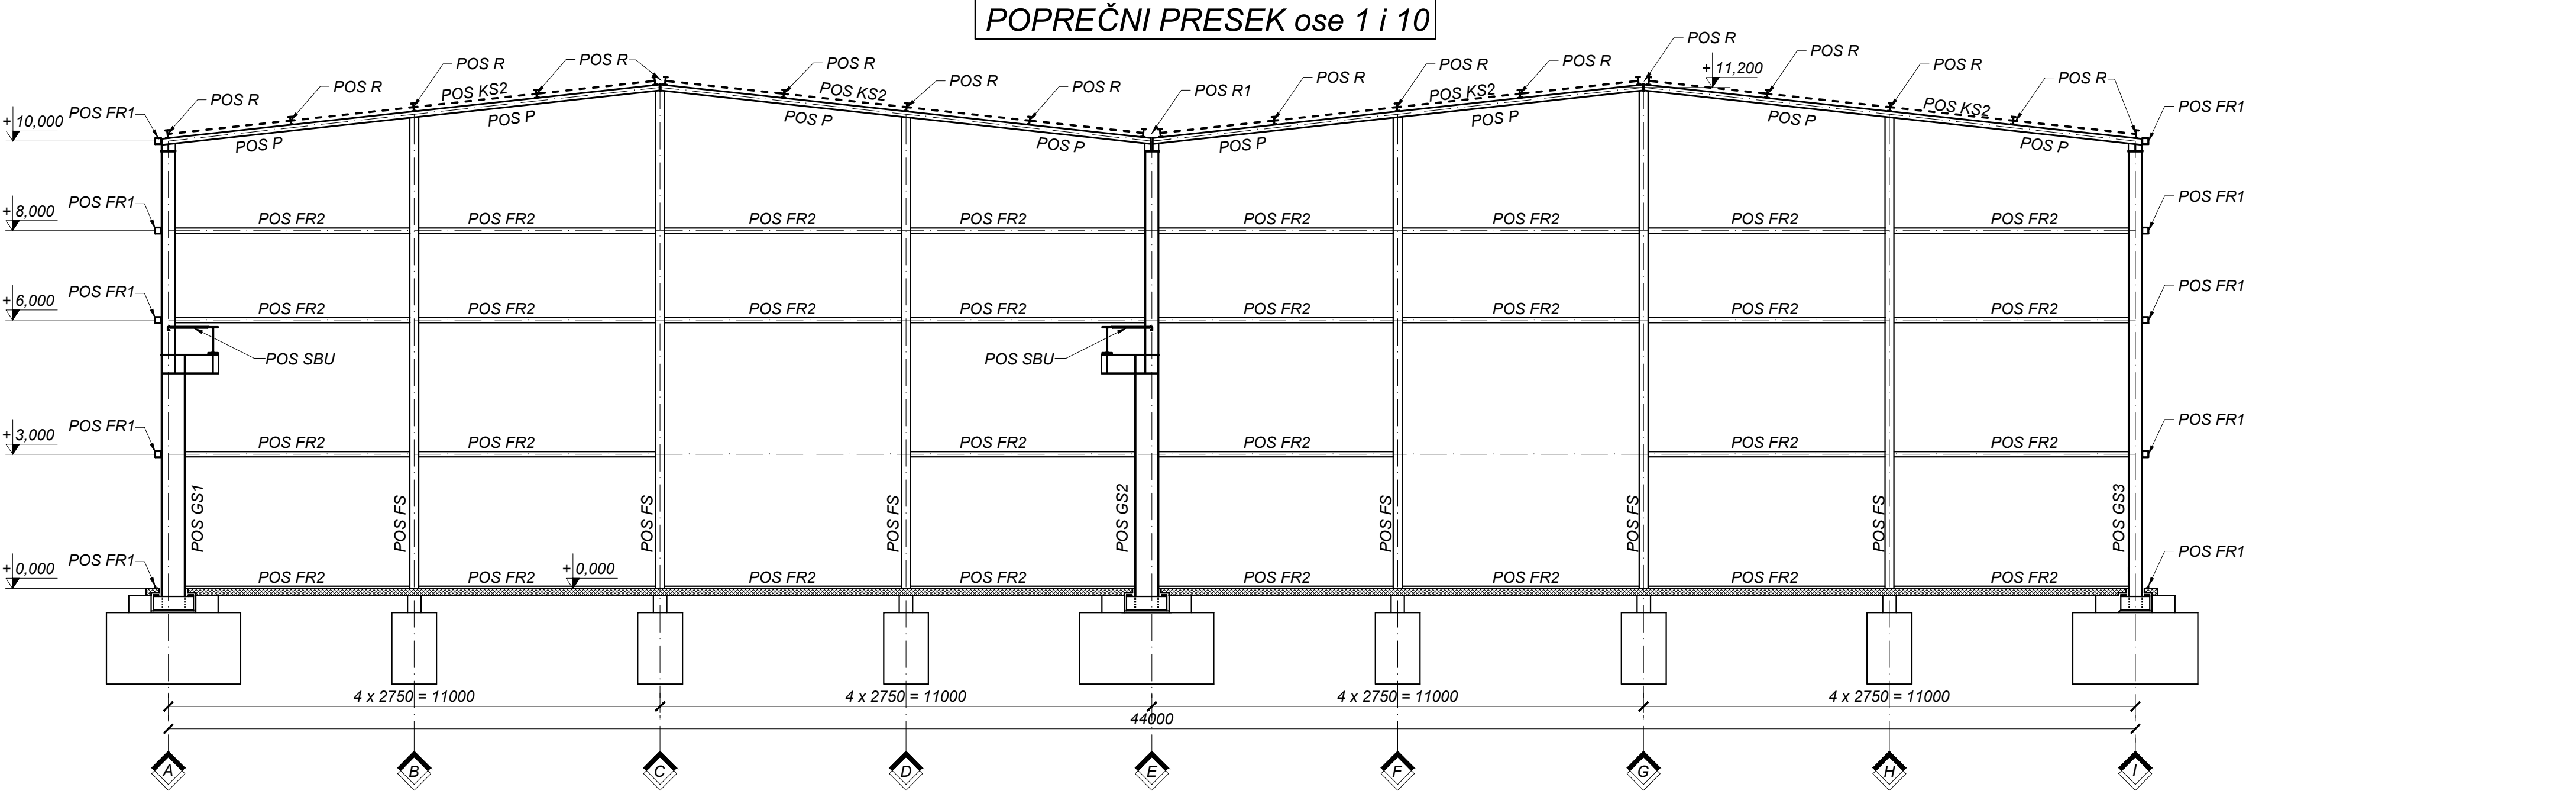 POPREČNI PRESEK ose 1 i 10
POS R
POS R
POS R
POS R
POS R
POS R
POS R
POS R1
POS R
POS R
POS R
POS R
POS R
POS R
POS R
POS KS2
POS KS2
POS KS2
POS KS2
+ 11,200
POS P
POS P
POS P
POS P
POS P
POS P
POS P
POS P
+ 10,000
POS FR1
POS FR1
+ 8,000
POS FR1
POS FR2
POS FR2
POS FR2
POS FR2
POS FR2
POS FR2
POS FR2
POS FR2
POS FR1
+ 6,000
POS FR1
POS FR2
POS FR2
POS FR2
POS FR2
POS FR2
POS FR2
POS FR2
POS FR2
POS FR1
POS SBU
POS SBU
+ 3,000
POS FR1
POS FR2
POS FR2
POS FR2
POS FR2
POS FR2
POS FR2
POS FR1
POS GS1
POS FS
POS FS
POS FS
POS GS2
POS FS
POS FS
POS FS
POS GS3
+ 0,000
POS FR1
POS FR2
POS FR2
+ 0,000
POS FR2
POS FR2
POS FR2
POS FR2
POS FR2
POS FR2
POS FR1
4 x 2750 = 11000
4 x 2750 = 11000
4 x 2750 = 11000
4 x 2750 = 11000
44000
A
B
C
D
E
F
G
H
I